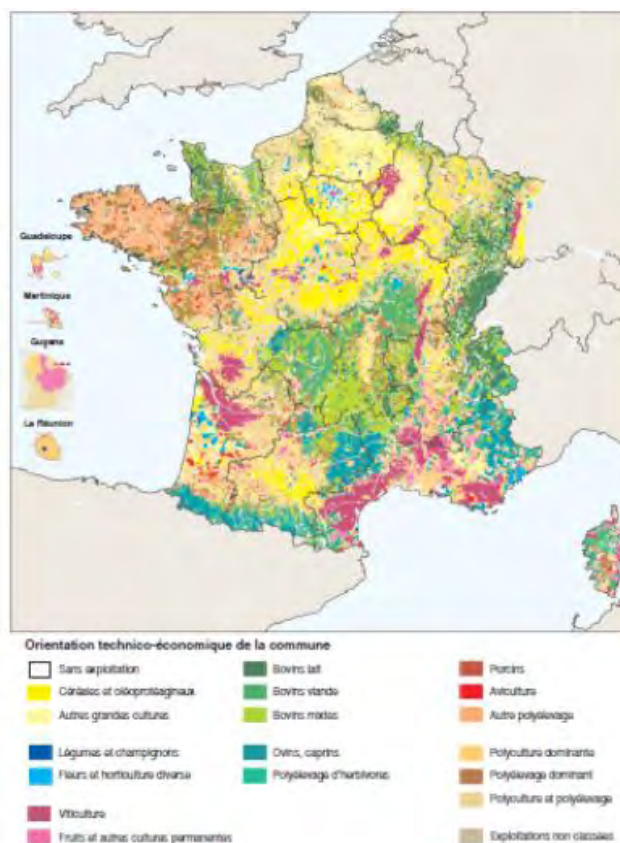 Guadeloupe
Martinique
Guyane
La Réunion
Orientation technico-économique de la commune
Sans exploitation
Céréales et oléoprotéagineux
Autres grandes cultures
Légumes et champignons
Fleurs et horticulture diverse
Viticulture
Fruits et autres cultures permanentes
Bovins lait
Bovins viande
Bovins mixtes
Ovins, caprins
Polyélevage d'herbivores
Porcins
Aviculture
Autre polyélevage
Polyculture dominante
Polyélevage dominant
Polyculture et polyélevage
Exploitations non classées